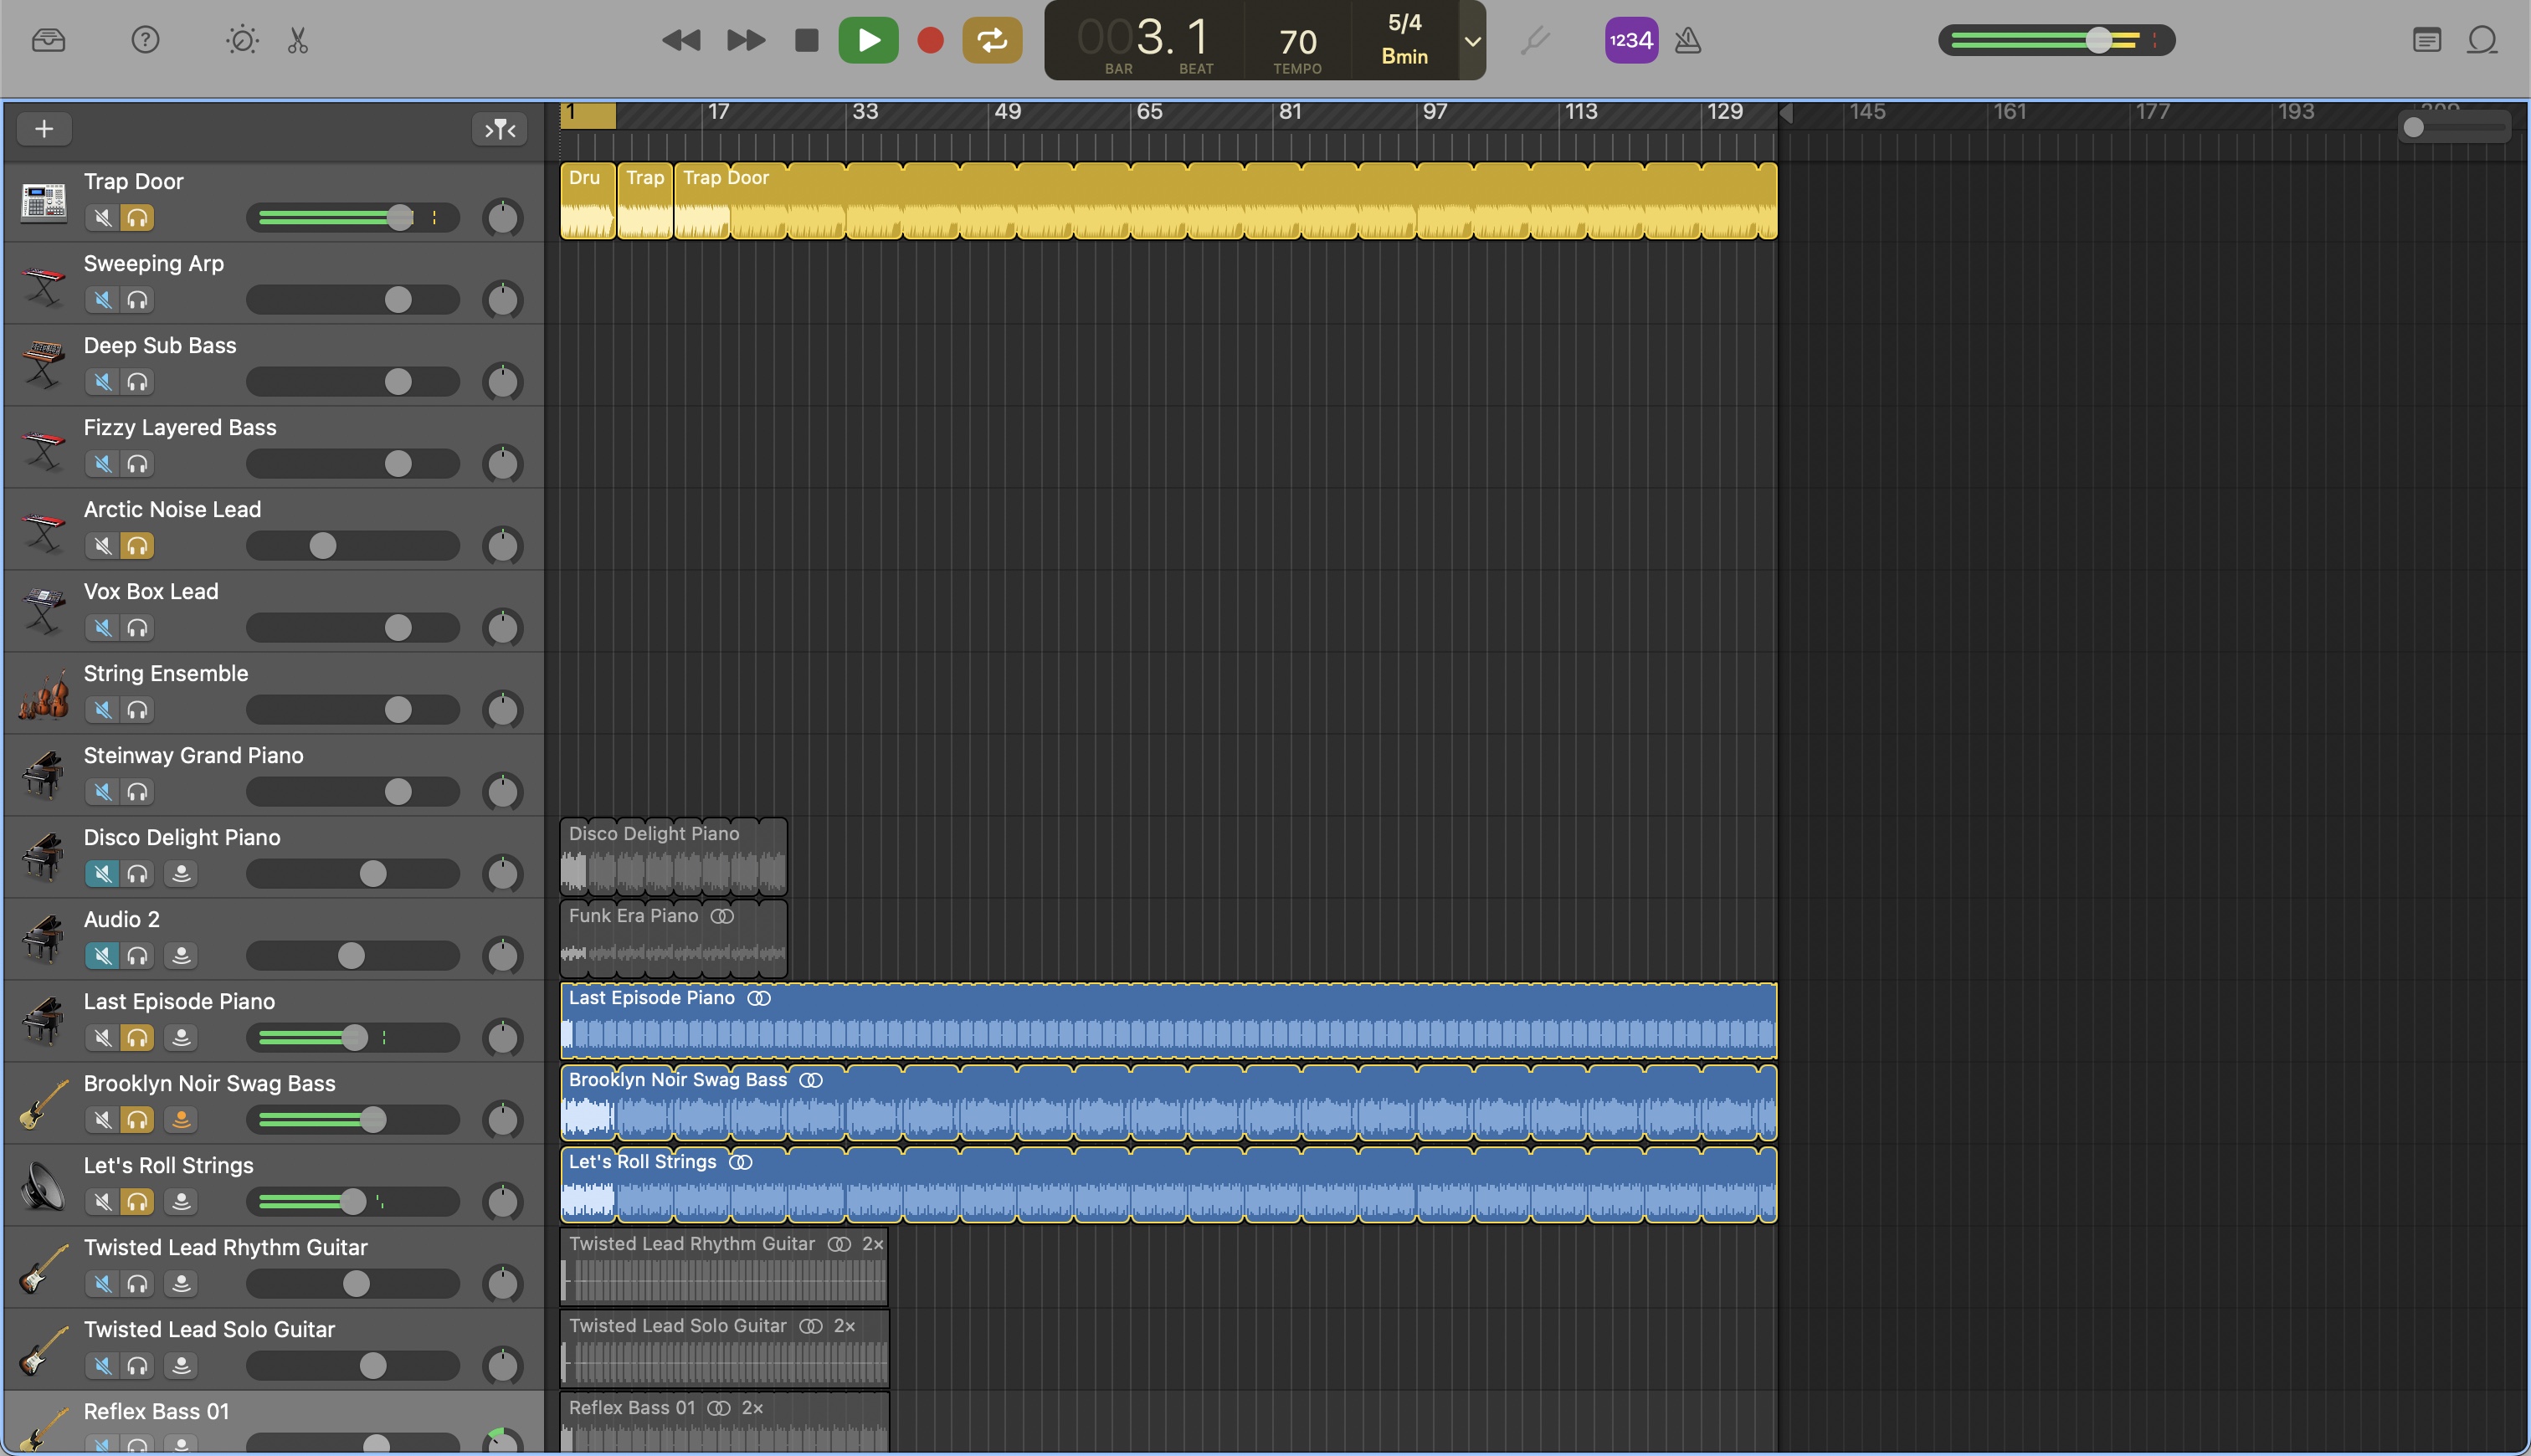 003.1
BAR
BEAT
70
TEMPO
5/4
Bmin
1234
1
17
33
49
65
81
97
113
129
145
161
177
193
Trap Door
Dru
Trap
Trap Door
Sweeping Arp
Deep Sub Bass
Fizzy Layered Bass
Arctic Noise Lead
Vox Box Lead
String Ensemble
Steinway Grand Piano
Disco Delight Piano
Disco Delight Piano
Audio 2
Funk Era Piano
Last Episode Piano
Last Episode Piano
Brooklyn Noir Swag Bass
Brooklyn Noir Swag Bass
Let's Roll Strings
Let's Roll Strings
Twisted Lead Rhythm Guitar
Twisted Lead Rhythm Guitar 2×
Twisted Lead Solo Guitar
Twisted Lead Solo Guitar 2×
Reflex Bass 01
Reflex Bass 01 2×